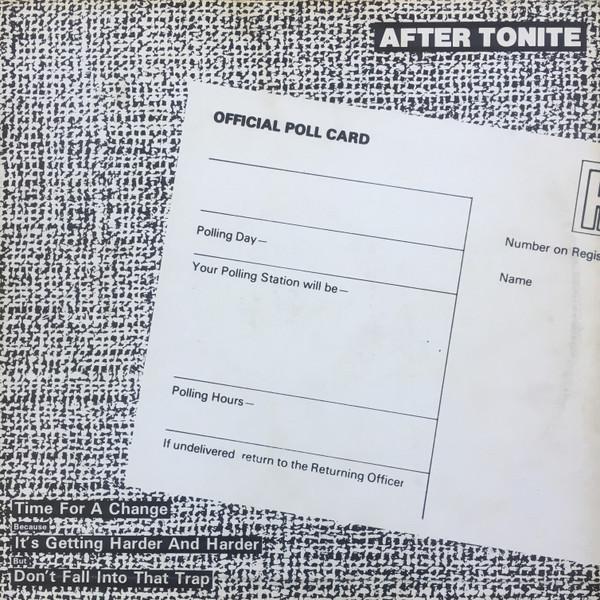 AFTER TONITE
OFFICIAL POLL CARD
Number on Regis
Name
Polling Day—
Your Polling Station will be—
Polling Hours—
If undelivered return to the Returning Officer
Time For A Change
Because
It's Getting Harder And Harder
But
Don't Fall Into That Trap